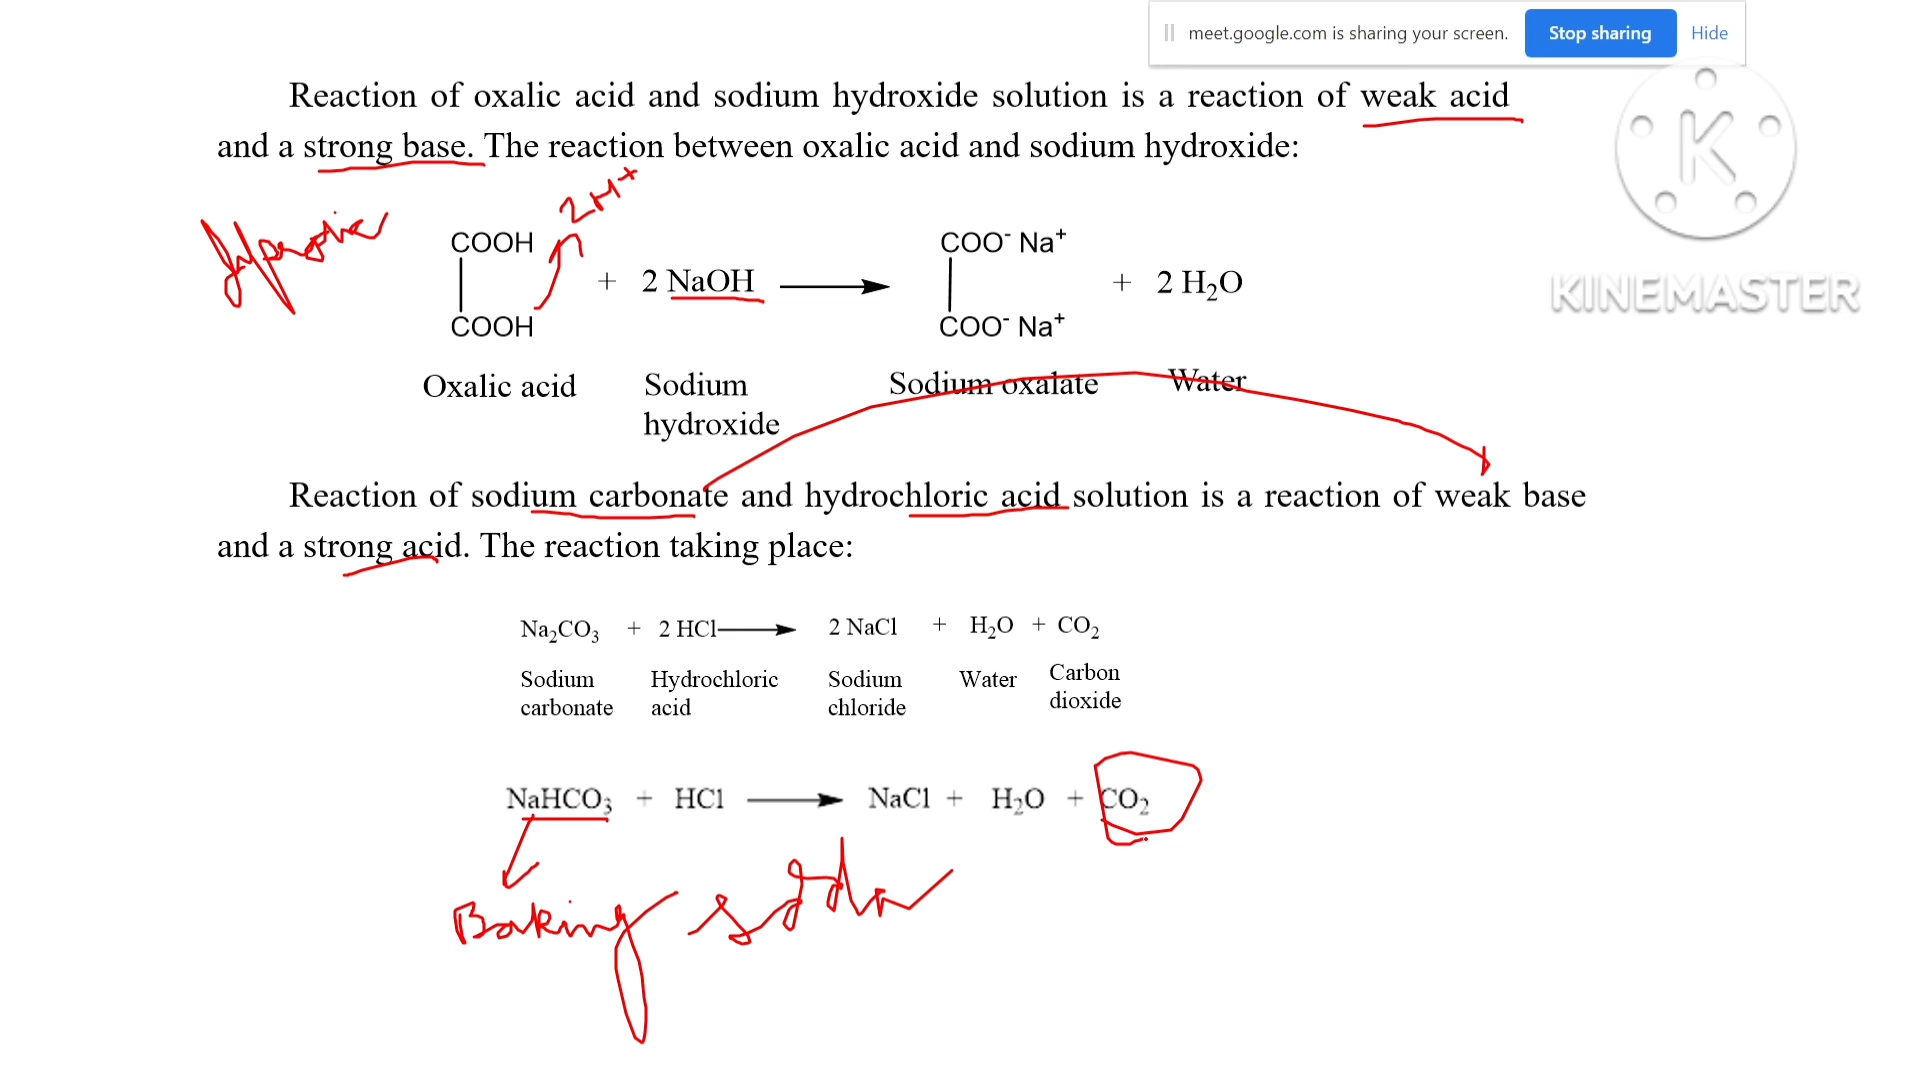 meet.google.com is sharing your screen. Stop sharing Hide
Reaction of oxalic acid and sodium hydroxide solution is a reaction of weak acid
and a strong base. The reaction between oxalic acid and sodium hydroxide:
2H⁺
COOH COO⁻ Na⁺
+ 2 NaOH + 2 H₂O
COOH COO⁻ Na⁺
KINEMASTER
Oxalic acid Sodium hydroxide Sodium oxalate Water
Reaction of sodium carbonate and hydrochloric acid solution is a reaction of weak base
and a strong acid. The reaction taking place:
Na₂CO₃ + 2 HCl → 2 NaCl + H₂O + CO₂
Sodium Hydrochloric Sodium Water Carbon
carbonate acid chloride dioxide
NaHCO₃ + HCl → NaCl + H₂O + CO₂
Baking soda